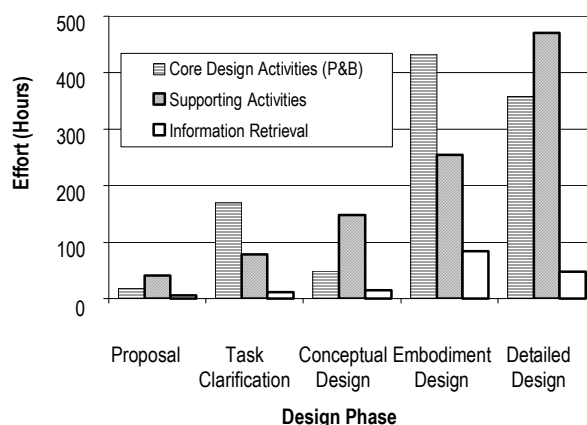 500
400
300
200
100
0
Effort (Hours)
Core Design Activities (P&B)
Supporting Activities
Information Retrieval
Proposal Task Conceptual Embodiment Detailed
Clarification Design Design Design
Design Phase